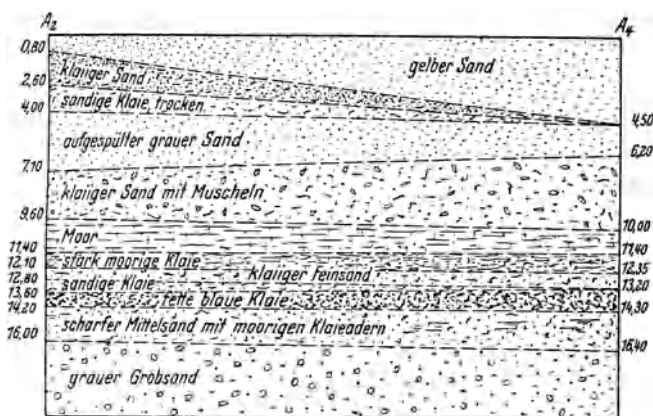 A₂
A₄
0,80
gelber Sand
klaiiger Sand
2,60
sandige Klaie, trocken
4,00
4,50
aufgespülter grauer Sand
6,20
7,10
klaiiger Sand mit Muscheln
9,60
10,00
Moor
11,40
11,40
stark moorige Klaie
12,10
klaiiger Feinsand
12,35
12,80
sandige Klaie
13,20
13,60
fette blaue Klaie
14,20
14,30
scharfer Mittelsand mit moorigen Klaieadern
16,00
16,40
grauer Grobsand